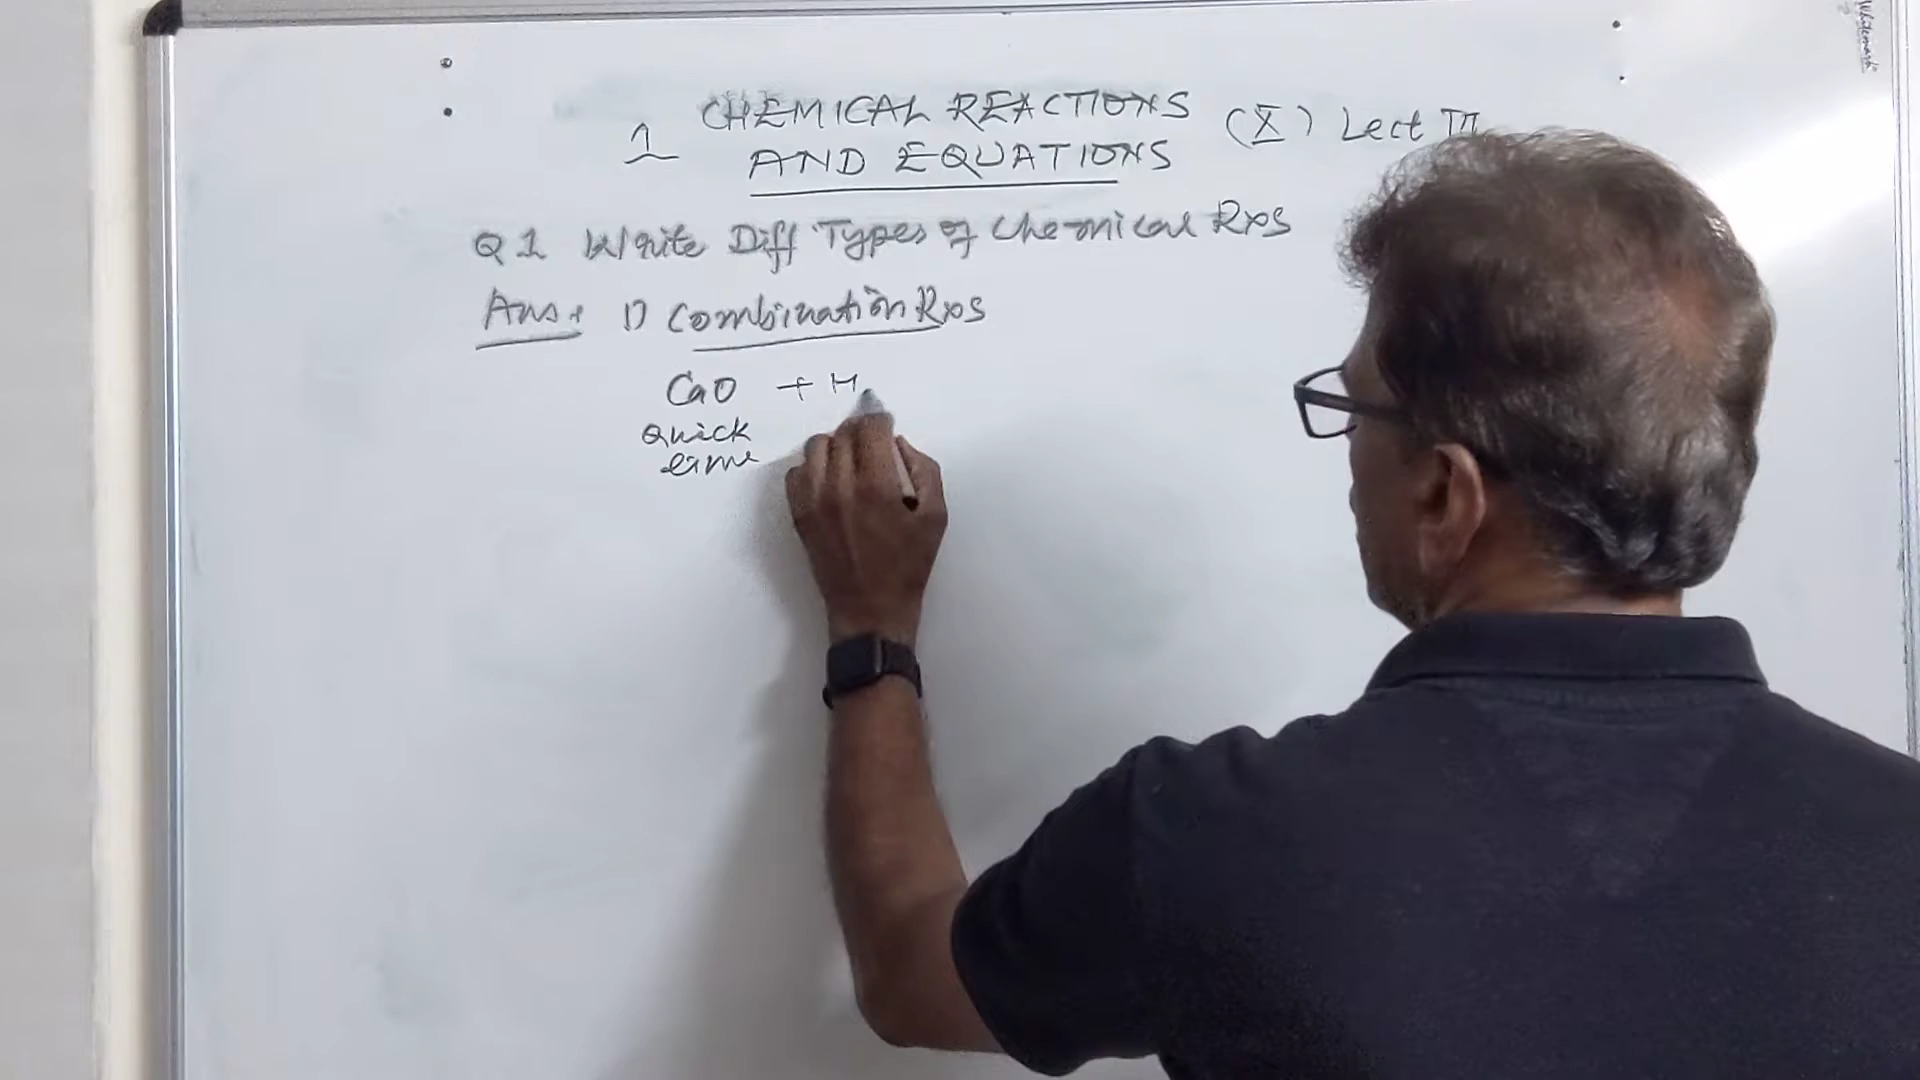 1 CHEMICAL REACTIONS
AND EQUATIONS (X) Lect III
Q1 Write Diff Types of Chemical Rxs
Ans: 1) Combination Rxs
CaO + H
Quick
lime